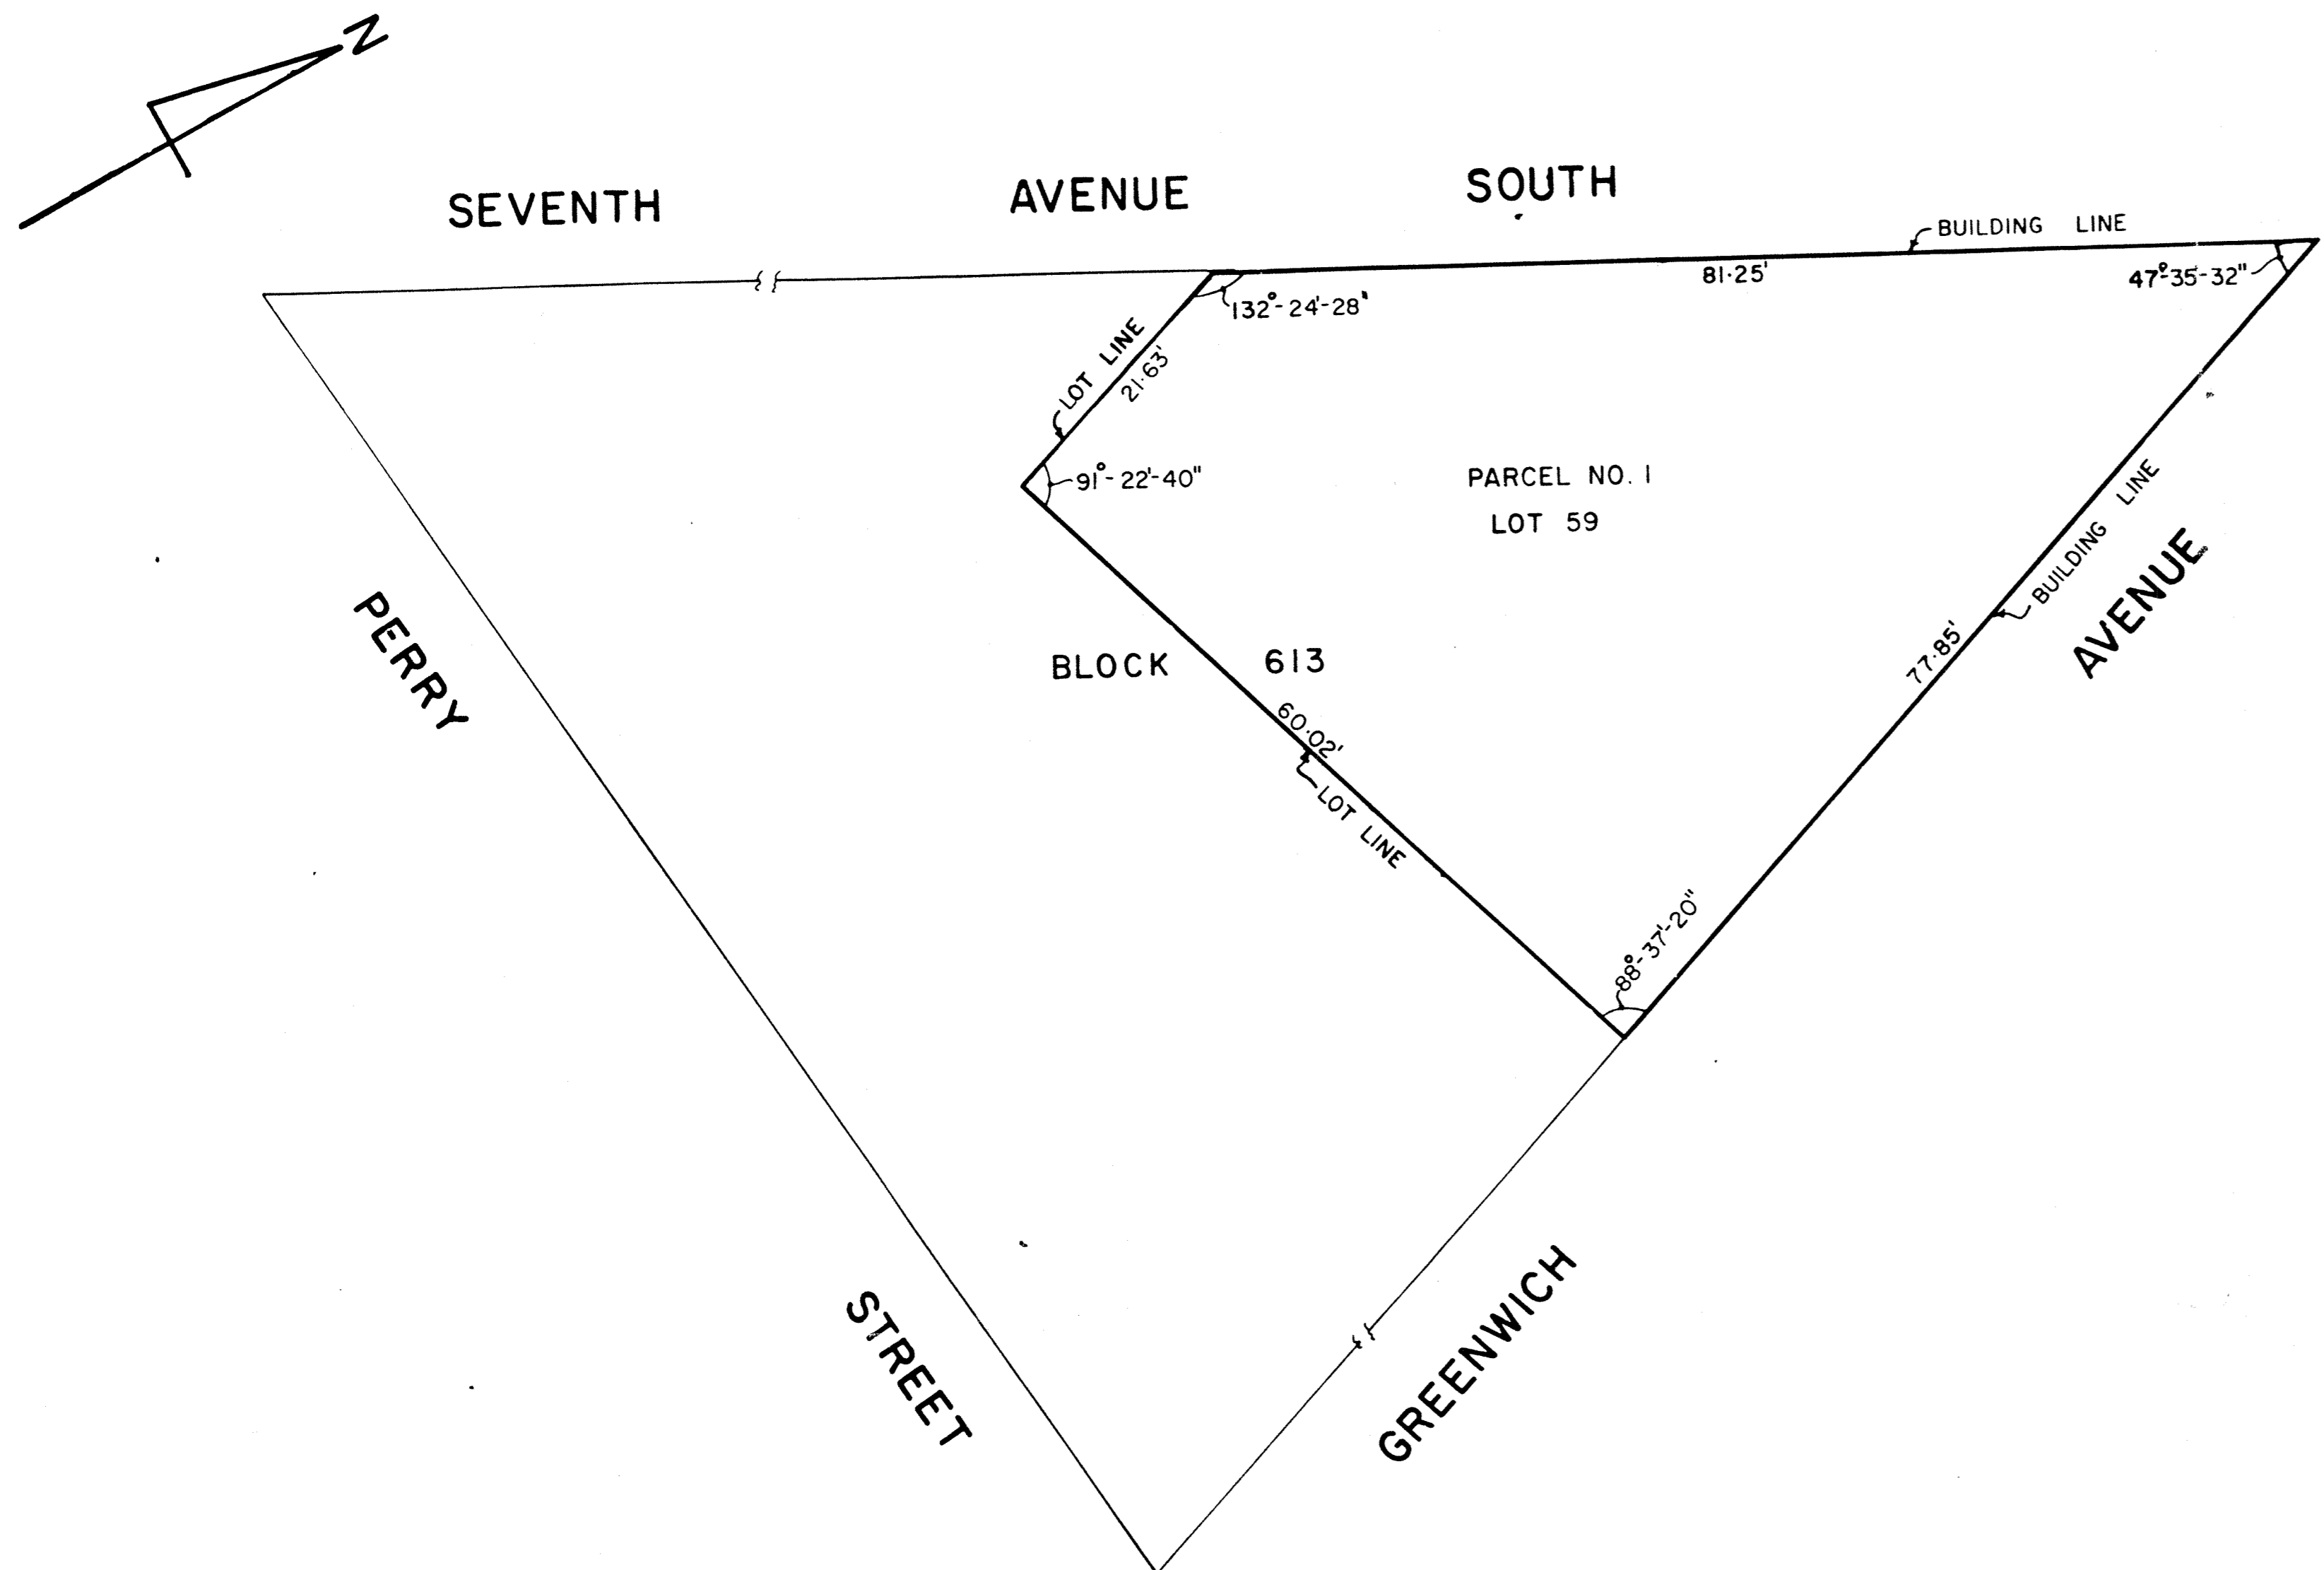 N
SEVENTH AVENUE SOUTH
BUILDING LINE
81.25'
47°-35'-32"
132°-24'-28"
LOT LINE
21.63'
91°-22'-40"
PARCEL NO. 1
LOT 59
BUILDING LINE
77.85'
PERRY STREET
BLOCK 613
60.02'
LOT LINE
88°-37'-20"
GREENWICH AVENUE